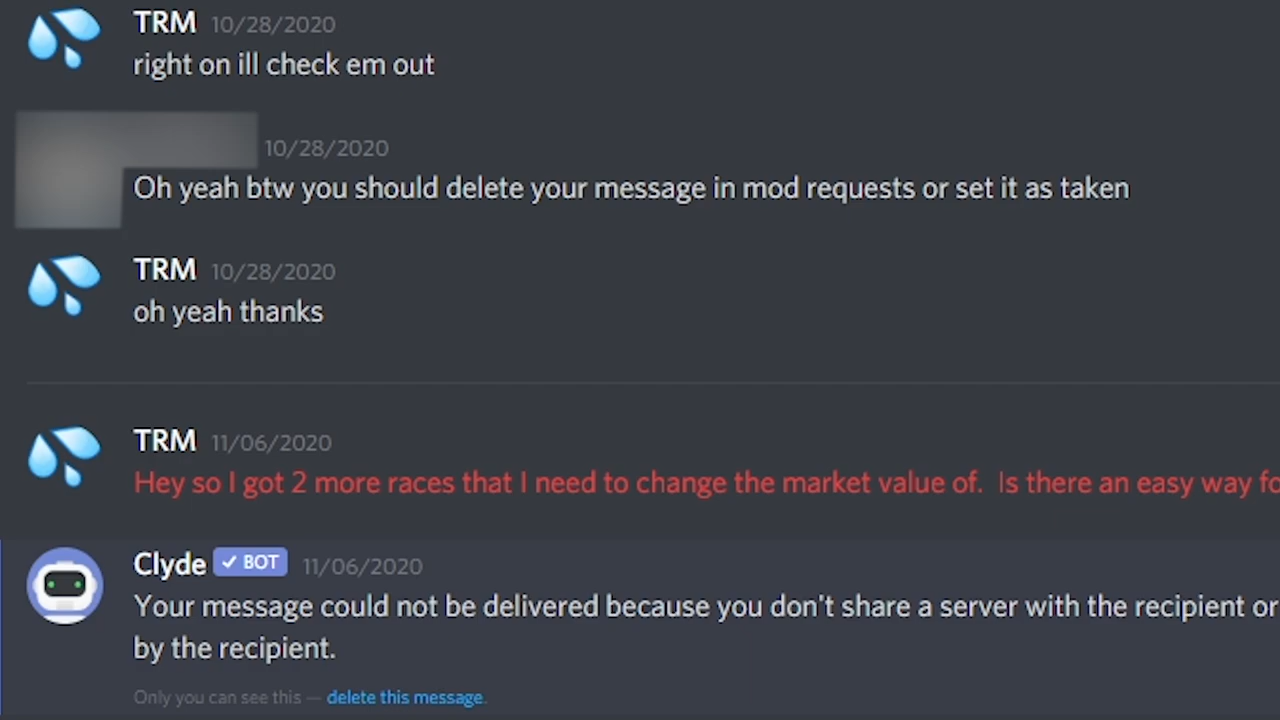 TRM 10/28/2020
right on ill check em out
10/28/2020
Oh yeah btw you should delete your message in mod requests or set it as taken
TRM 10/28/2020
oh yeah thanks
TRM 11/06/2020
Hey so I got 2 more races that I need to change the market value of. Is there an easy way fo
Clyde ✓ BOT 11/06/2020
Your message could not be delivered because you don't share a server with the recipient or
by the recipient.
Only you can see this — delete this message.